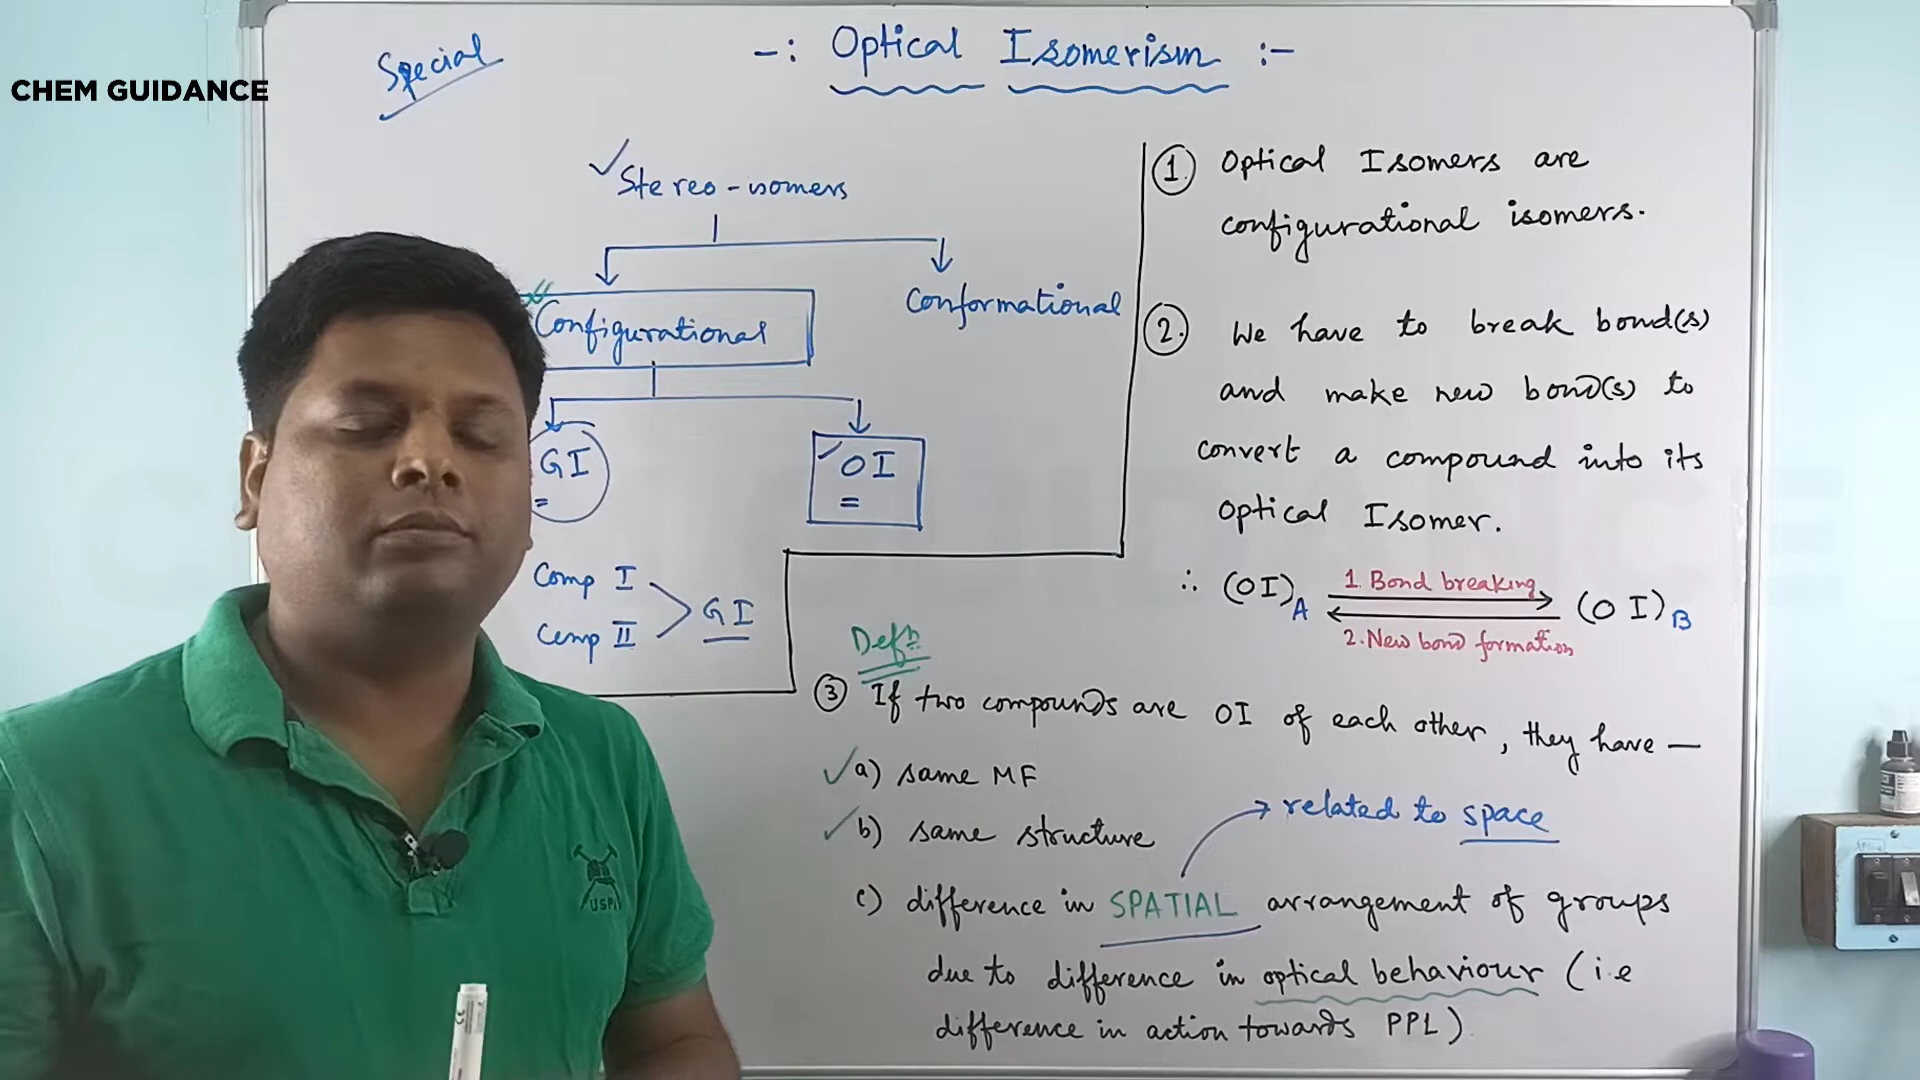 CHEM GUIDANCE
Special
-: Optical Isomerism :-
Stereo-isomers
Configurational
Conformational
GI
=
OI
=
Comp I
Comp II
GI
1. Optical Isomers are
configurational isomers.
2. We have to break bond(s)
and make new bond(s) to
convert a compound into its
Optical Isomer.
∴ (OI)A 1. Bond breaking (OI)B
2. New bond formation
Defn
3 If two compounds are OI of each other, they have —
a) same MF
b) same structure
related to space
c) difference in SPATIAL arrangement of groups
due to difference in optical behaviour (i.e
difference in action towards PPL).
USPA